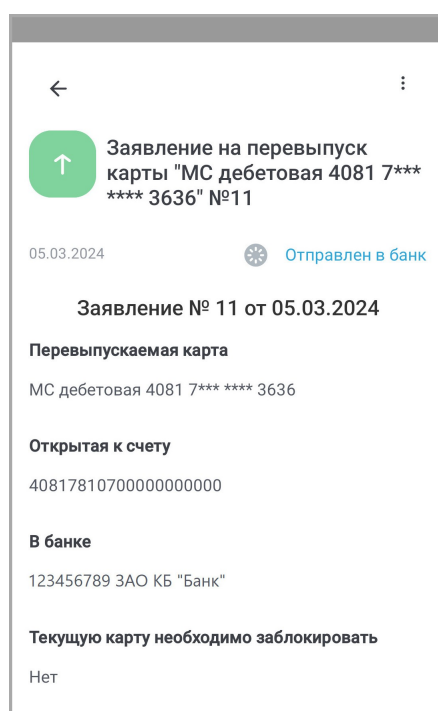 Заявление на перевыпуск
карты "МС дебетовая 4081 7***
**** 3636" №11
05.03.2024
Отправлен в банк
Заявление № 11 от 05.03.2024
Перевыпускаемая карта
МС дебетовая 4081 7*** **** 3636
Открытая к счету
40817810700000000000
В банке
123456789 ЗАО КБ "Банк"
Текущую карту необходимо заблокировать
Нет